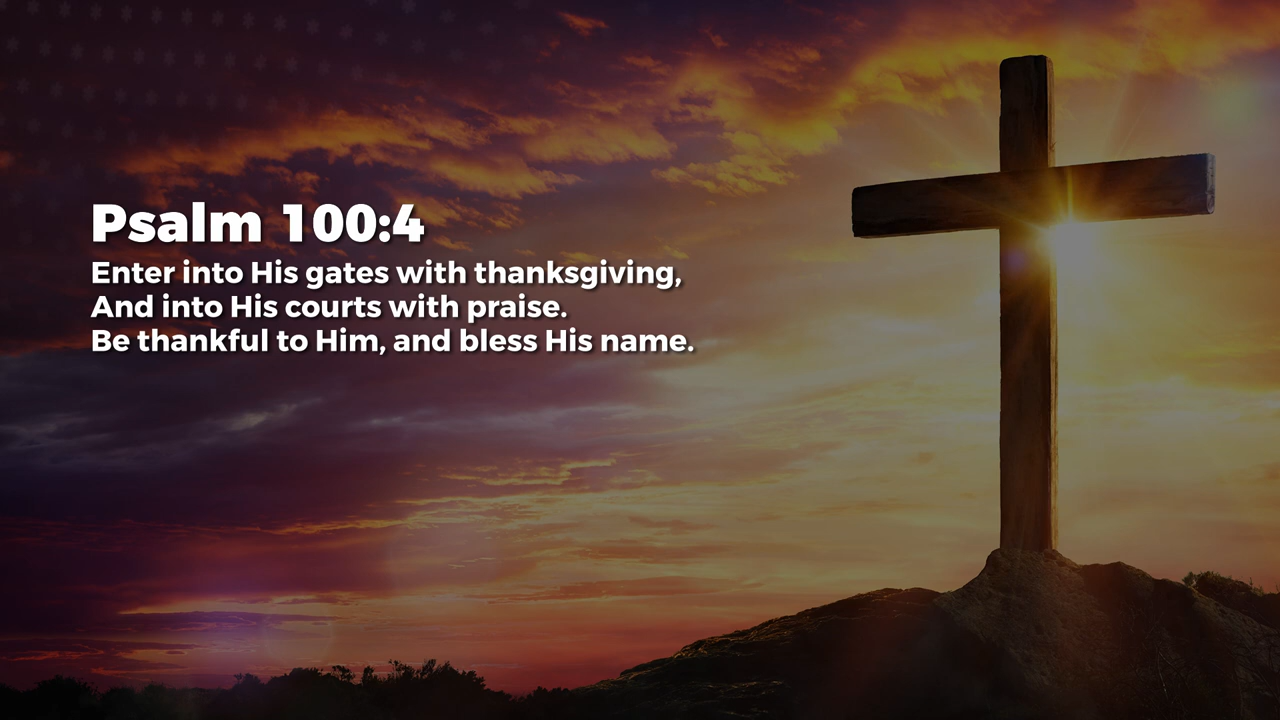 Psalm 100:4
Enter into His gates with thanksgiving,
And into His courts with praise.
Be thankful to Him, and bless His name.